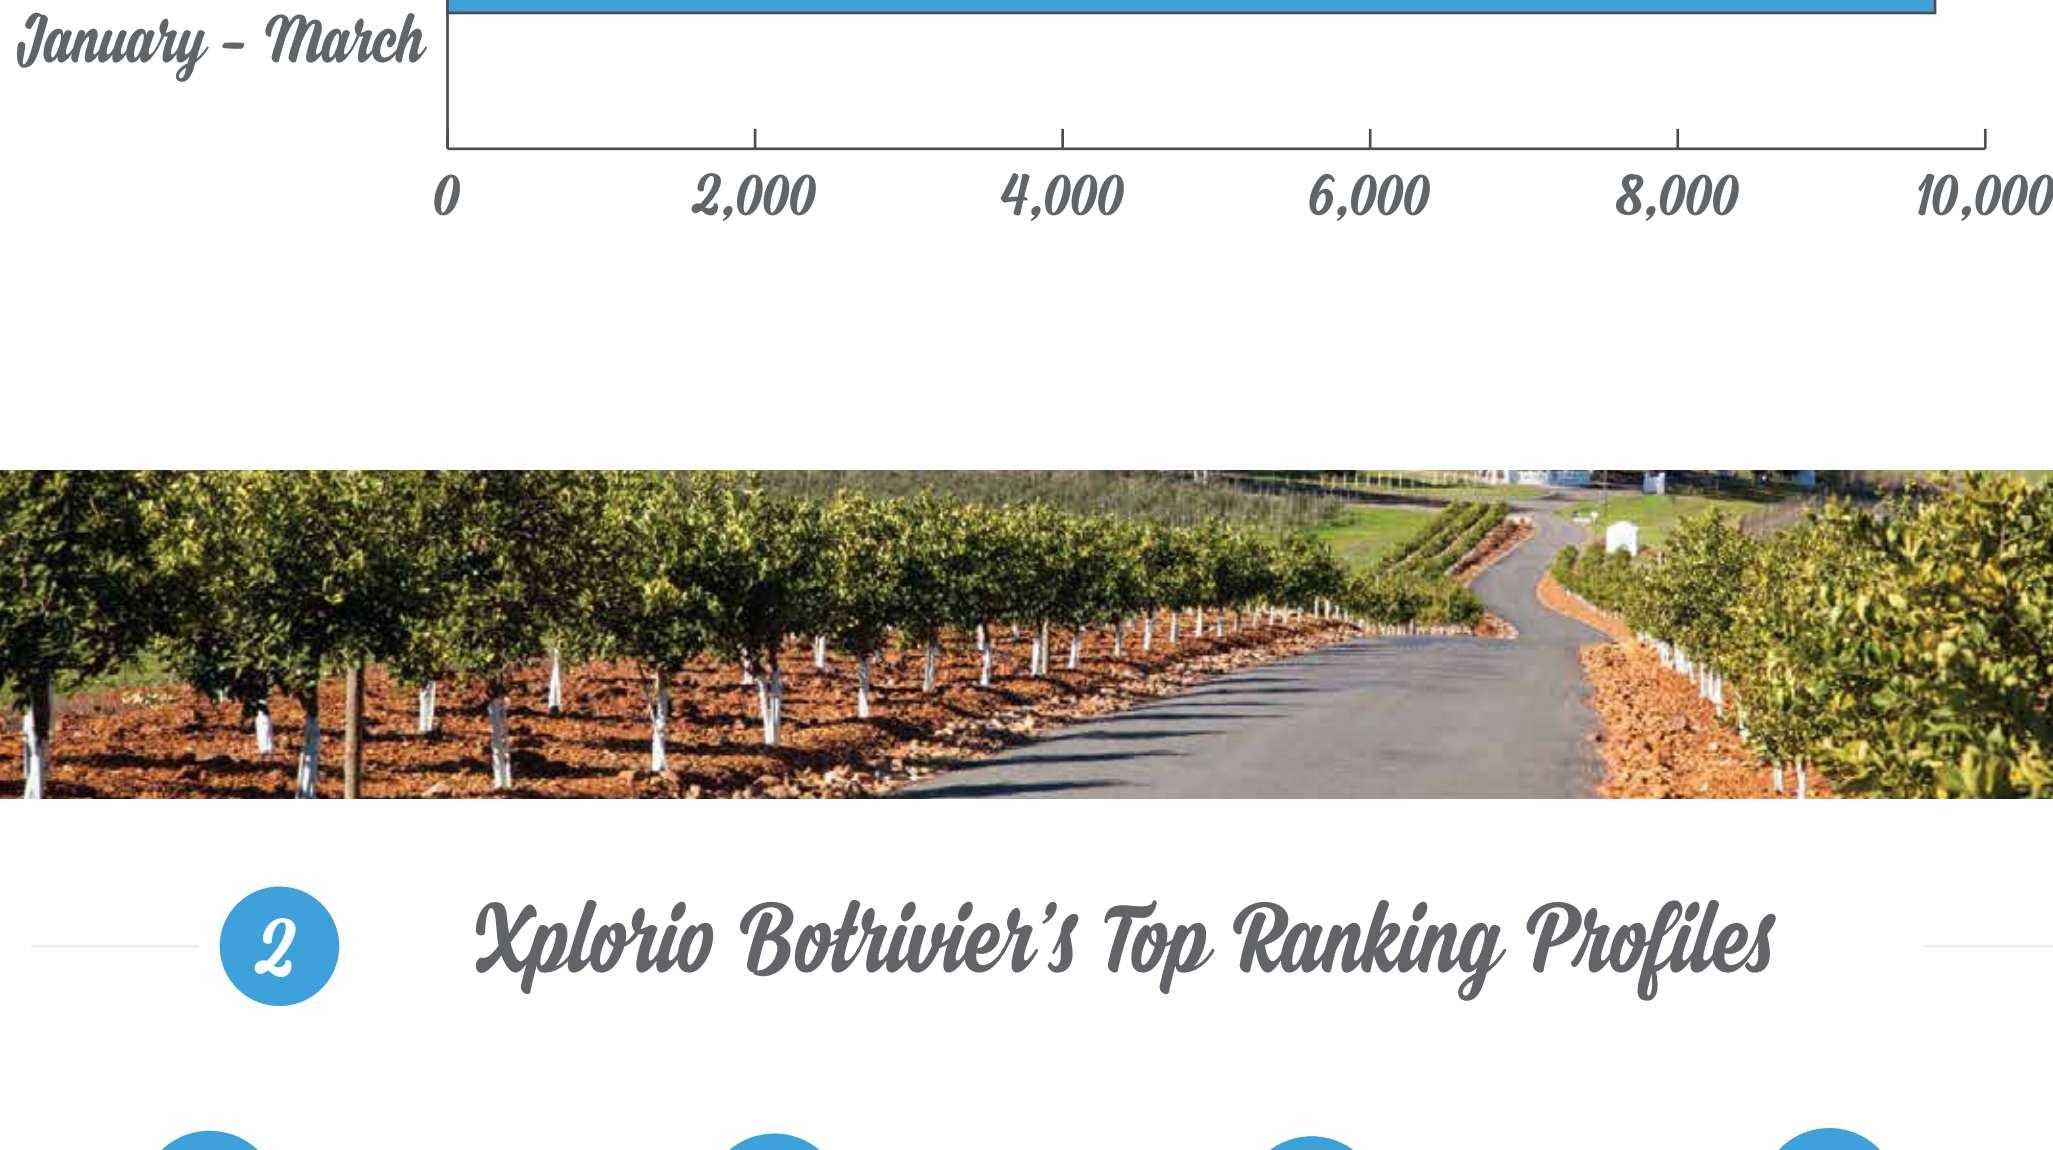 January - March
0 2,000 4,000 6,000 8,000 10,000
2 Xplorio Botrivier's Top Ranking Profiles